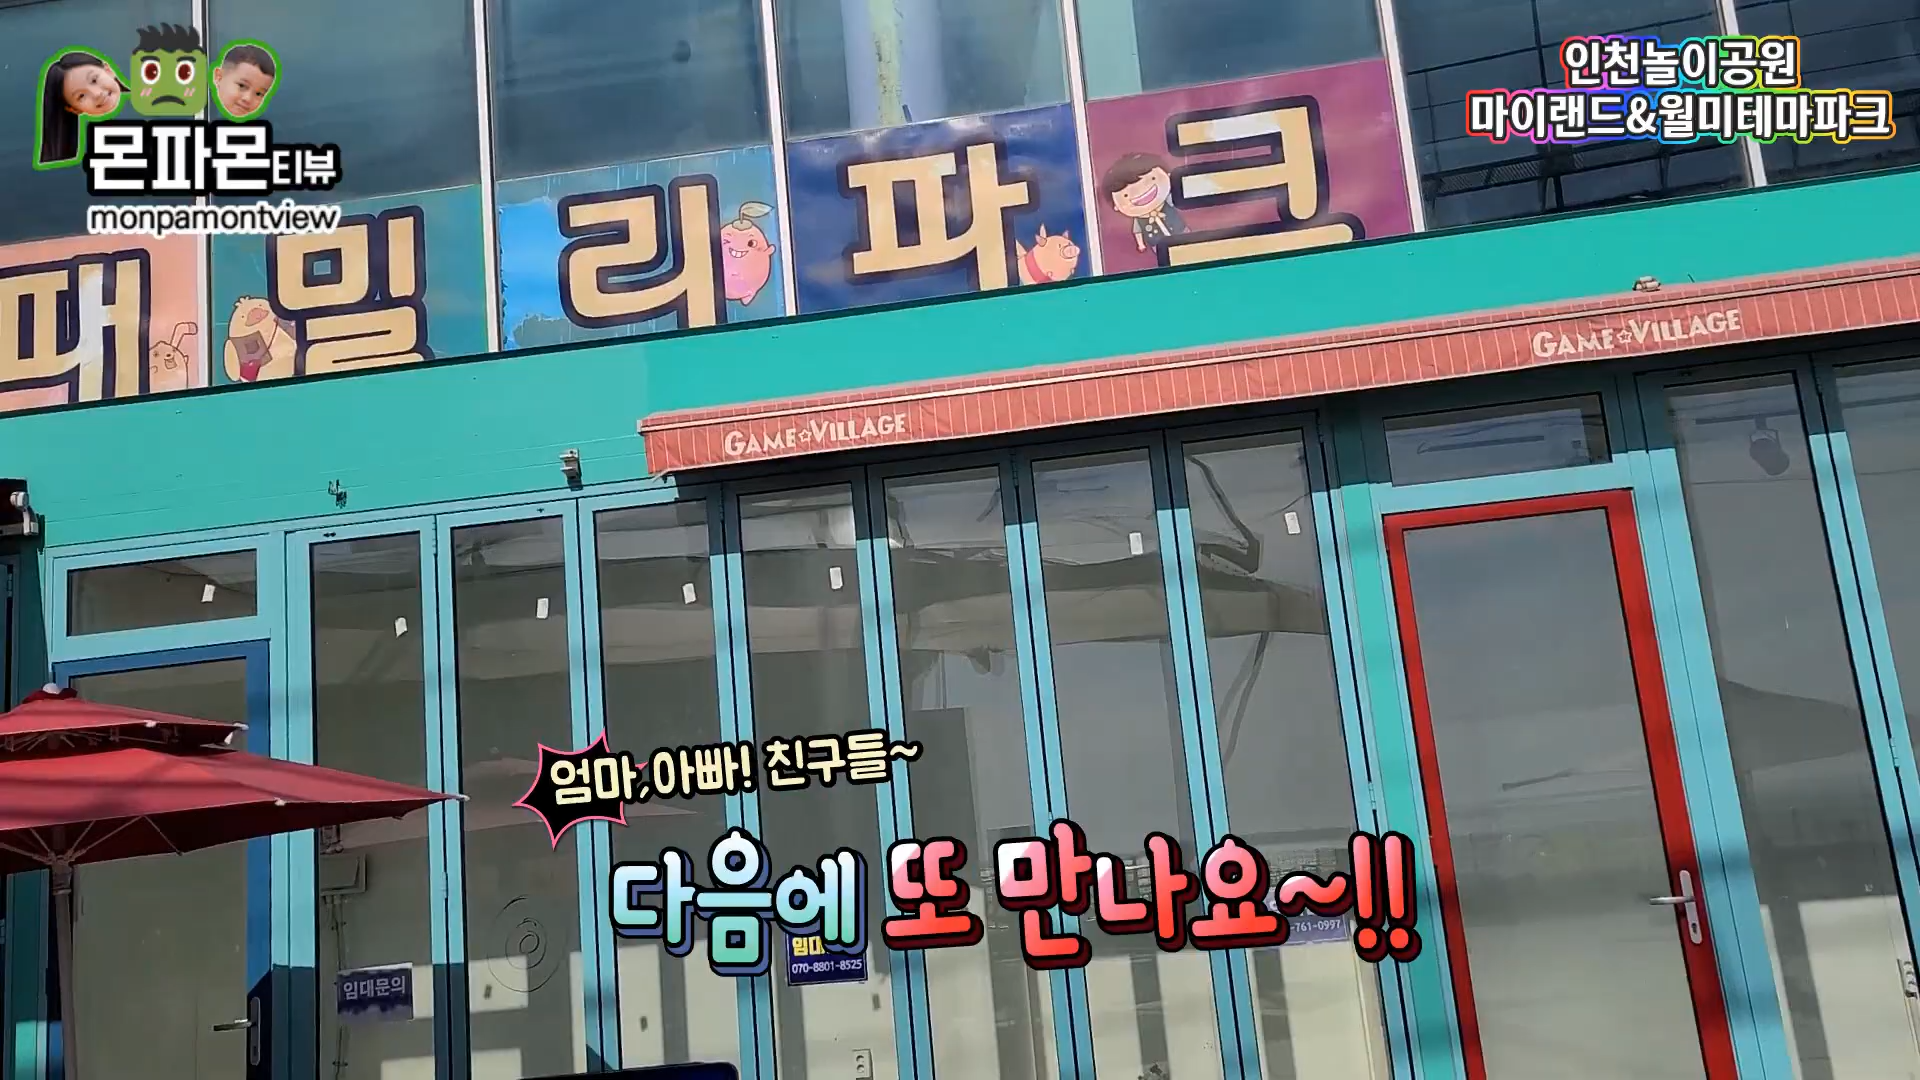 몬파몬티뷰
monpamontview
인천놀이공원
마이랜드&월미테마파크
패밀리파크
GAME☆VILLAGE
GAME☆VILLAGE
엄마,아빠! 친구들~
다음에 또 만나요~!!
임대문의
070-8801-8525
-761-0997